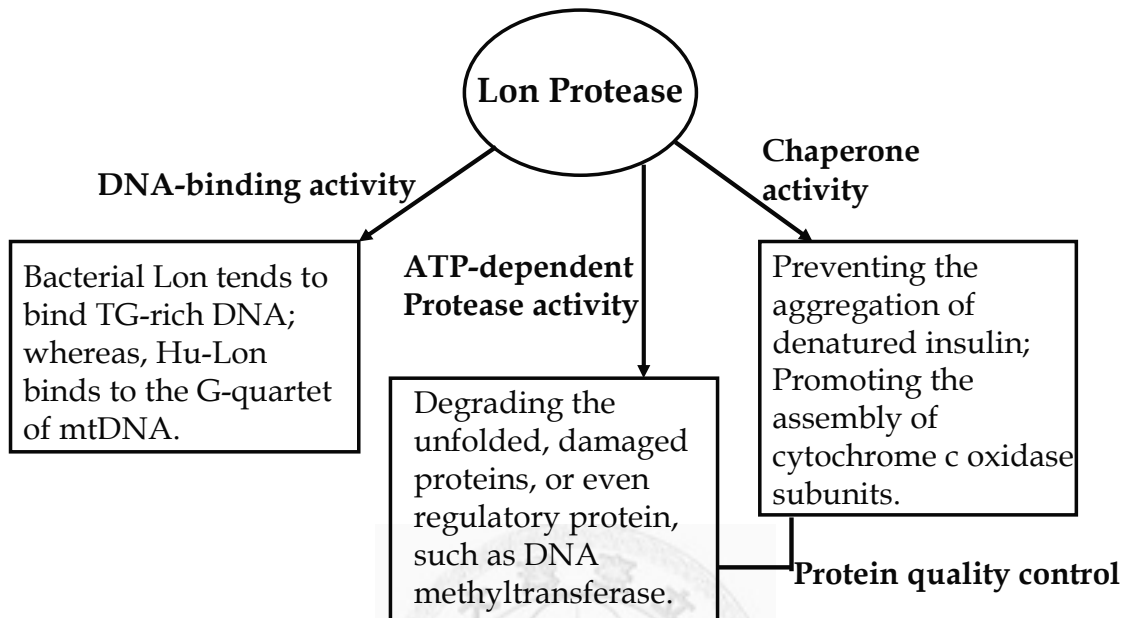 Lon Protease
DNA-binding activity
Bacterial Lon tends to
bind TG-rich DNA;
whereas, Hu-Lon
binds to the G-quartet
of mtDNA.
ATP-dependent
Protease activity
Degrading the
unfolded, damaged
proteins, or even
regulatory protein,
such as DNA
methyltransferase.
Chaperone
activity
Preventing the
aggregation of
denatured insulin;
Promoting the
assembly of
cytochrome c oxidase
subunits.
Protein quality control